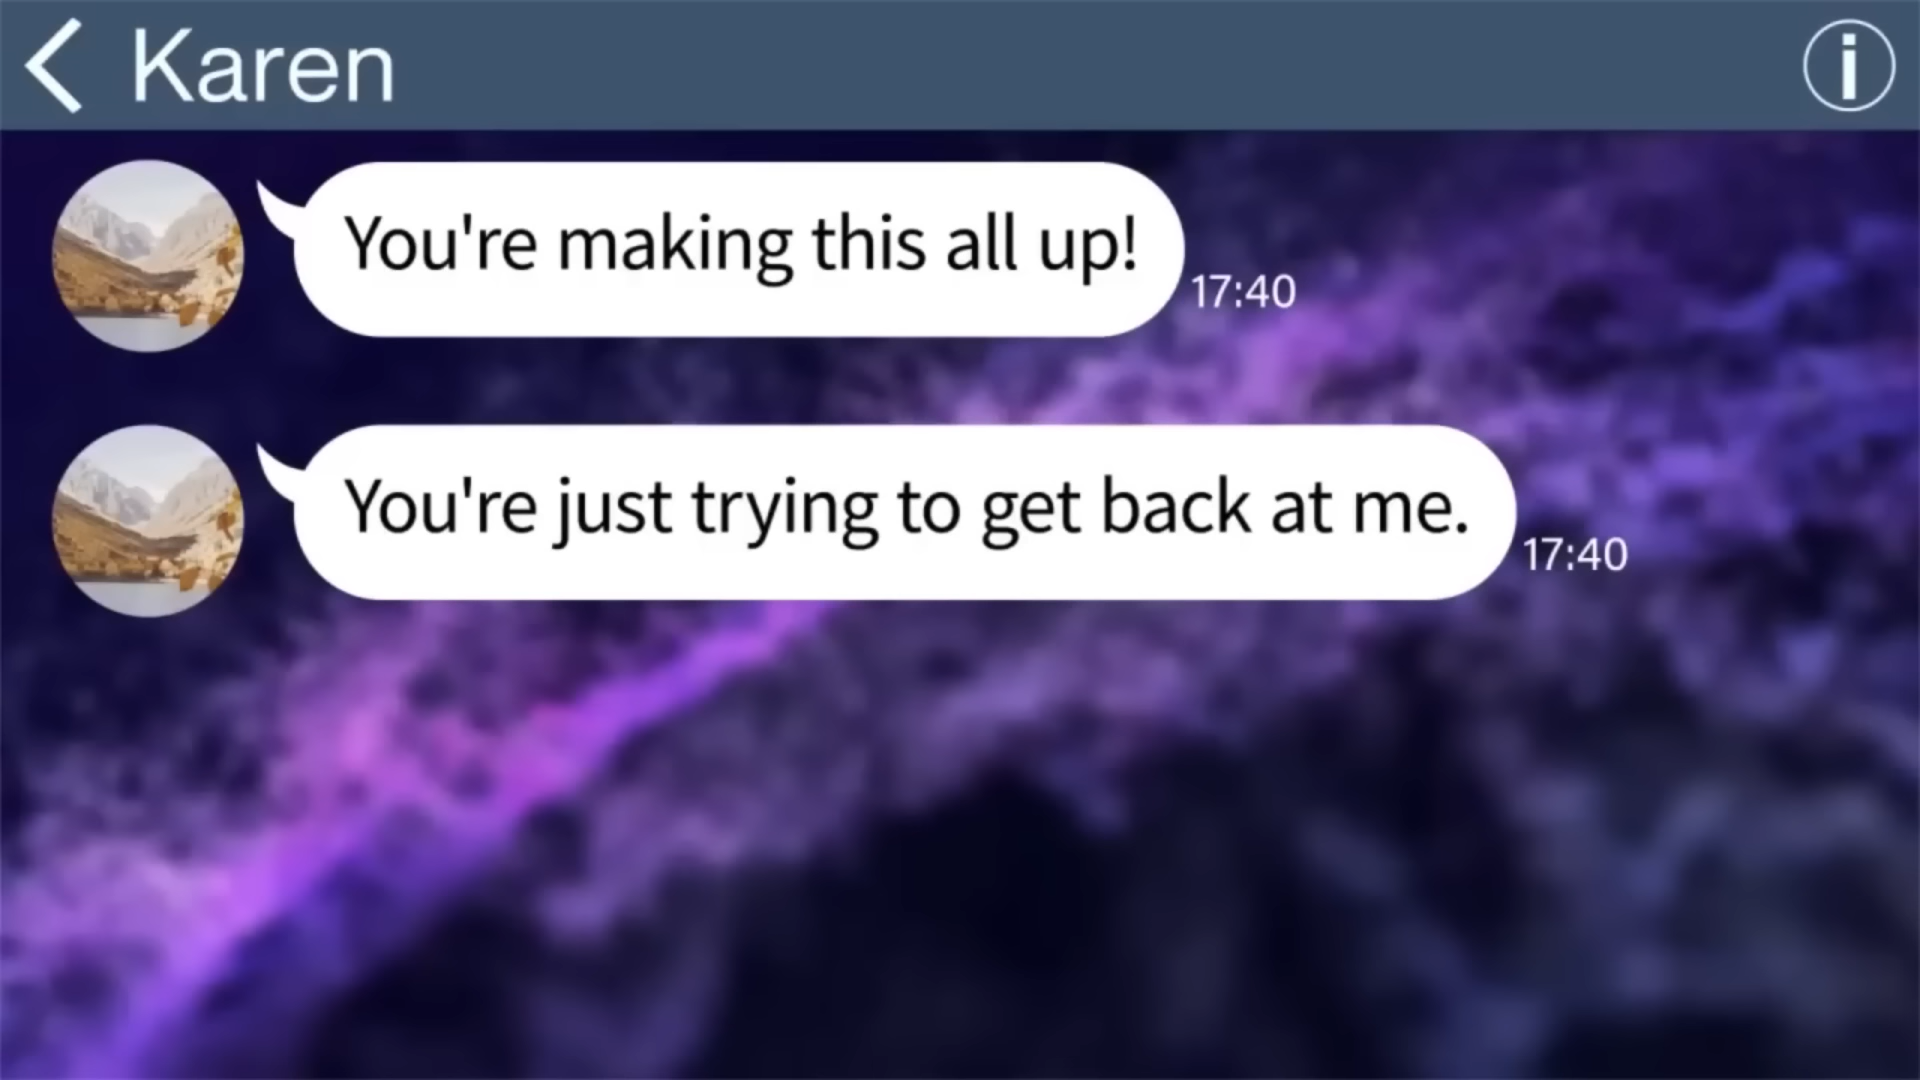 Karen
You're making this all up!
17:40
You're just trying to get back at me.
17:40